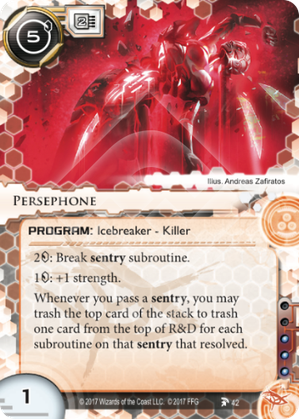 5
2
Illus. Andreas Zafiratos
PERSEPHONE
PROGRAM: Icebreaker - Killer
2: Break sentry subroutine.
1: +1 strength.
Whenever you pass a sentry, you may
trash the top card of the stack to trash
one card from the top of R&D for each
subroutine on that sentry that resolved.
1
© 2017 Wizards of the Coast LLC. © 2017 FFG 42